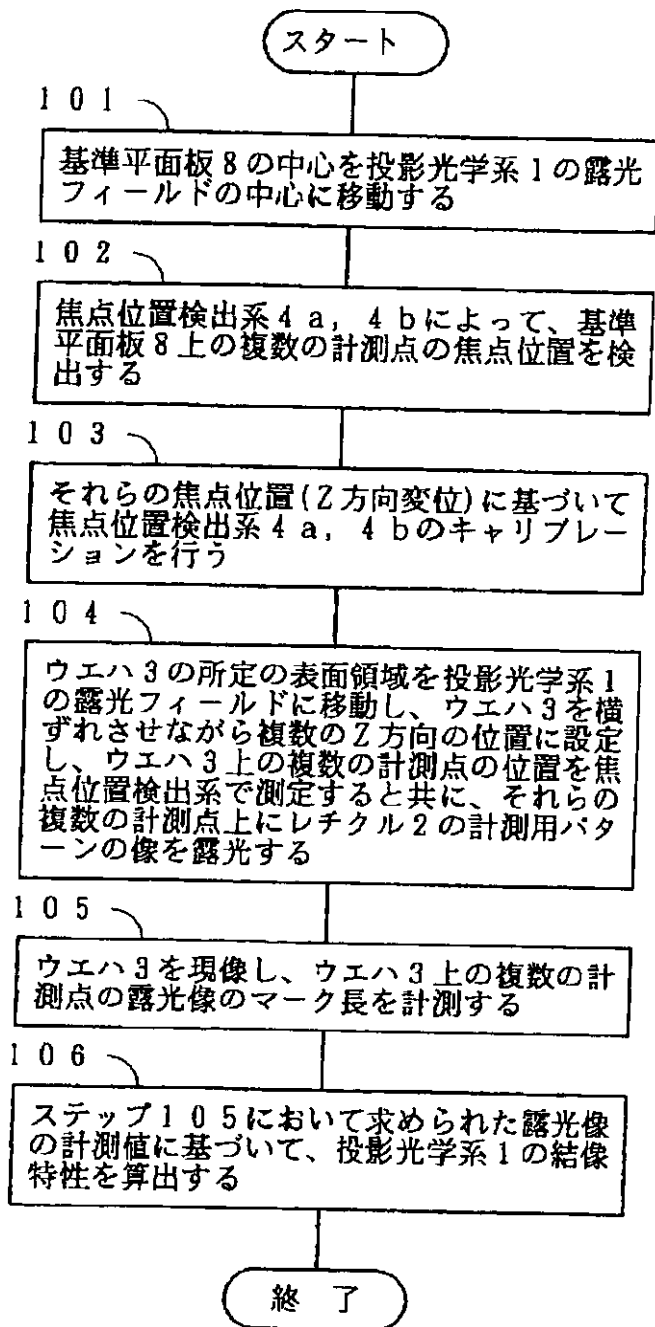 スタート
101
基準平面板8の中心を投影光学系1の露光
フィールドの中心に移動する
102
焦点位置検出系4a,4bによって、基準
平面板8上の複数の計測点の焦点位置を検
出する
103
それらの焦点位置(Z方向変位)に基づいて
焦点位置検出系4a,4bのキャリブレー
ションを行う
104
ウエハ3の所定の表面領域を投影光学系1
の露光フィールドに移動し、ウエハ3を横
ずれさせながら複数のZ方向の位置に設定
し、ウエハ3上の複数の計測点の位置を焦
点位置検出系で測定すると共に、それらの
複数の計測点上にレチクル2の計測用パタ
ーンの像を露光する
105
ウエハ3を現像し、ウエハ3上の複数の計
測点の露光像のマーク長を計測する
106
ステップ105において求められた露光像
の計測値に基づいて、投影光学系1の結像
特性を算出する
終了